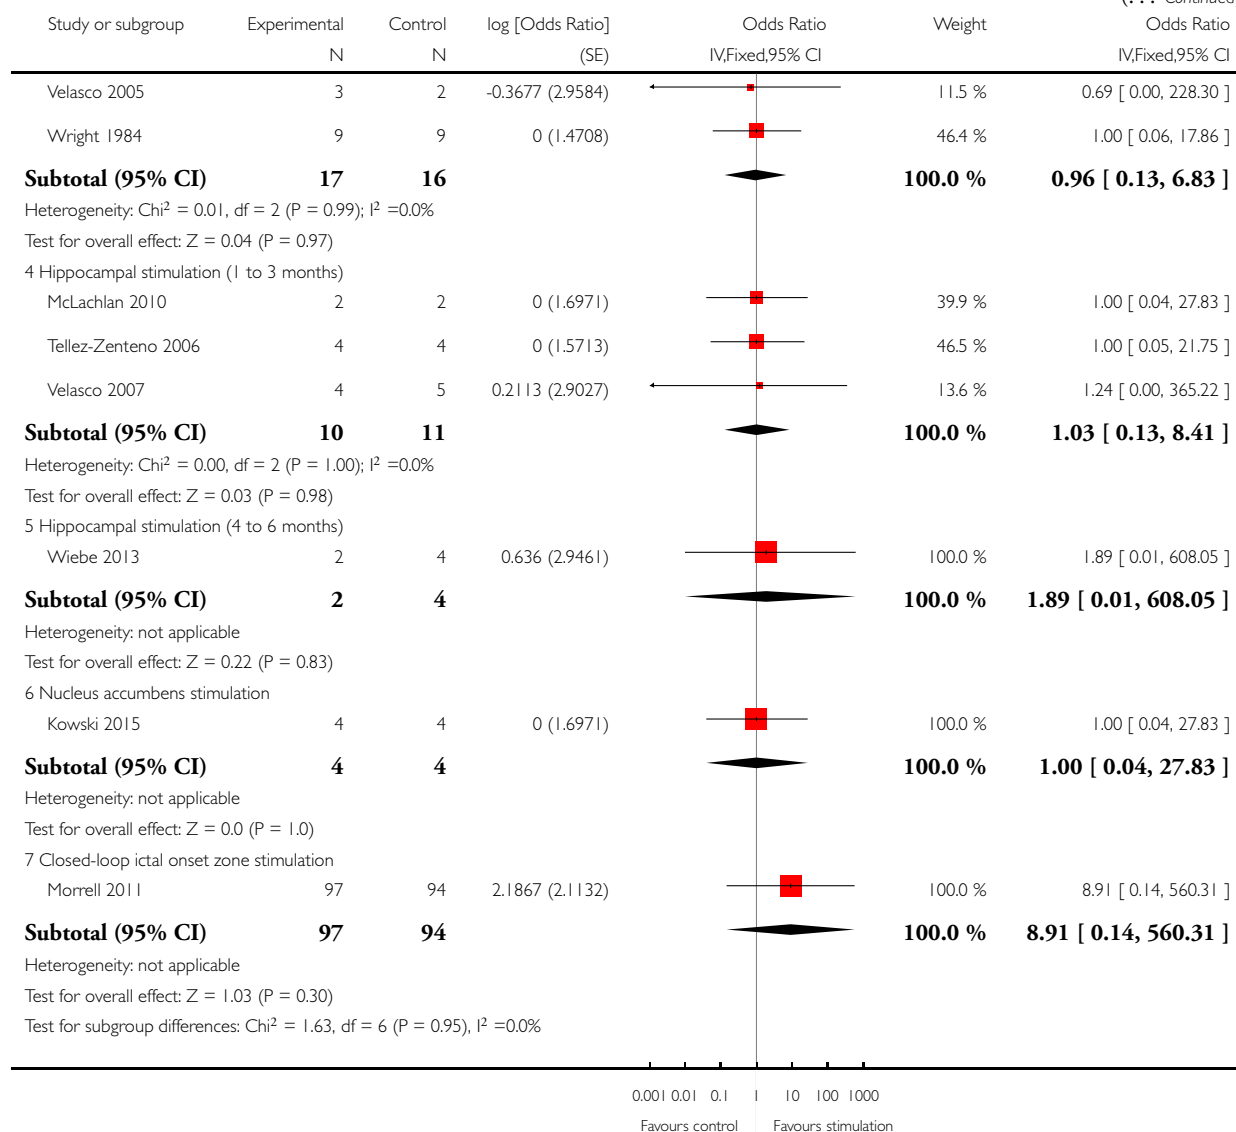 (. . . Continued
Study or subgroup Experimental Control log [Odds Ratio] Odds Ratio Weight Odds Ratio
N N (SE) IV,Fixed,95% CI IV,Fixed,95% CI
Velasco 2005 3 2 -0.3677 (2.9584) 11.5 % 0.69 [ 0.00, 228.30 ]
Wright 1984 9 9 0 (1.4708) 46.4 % 1.00 [ 0.06, 17.86 ]
Subtotal (95% CI) 17 16 100.0 % 0.96 [ 0.13, 6.83 ]
Heterogeneity: Chi² = 0.01, df = 2 (P = 0.99); I² =0.0%
Test for overall effect: Z = 0.04 (P = 0.97)
4 Hippocampal stimulation (1 to 3 months)
McLachlan 2010 2 2 0 (1.6971) 39.9 % 1.00 [ 0.04, 27.83 ]
Tellez-Zenteno 2006 4 4 0 (1.5713) 46.5 % 1.00 [ 0.05, 21.75 ]
Velasco 2007 4 5 0.2113 (2.9027) 13.6 % 1.24 [ 0.00, 365.22 ]
Subtotal (95% CI) 10 11 100.0 % 1.03 [ 0.13, 8.41 ]
Heterogeneity: Chi² = 0.00, df = 2 (P = 1.00); I² =0.0%
Test for overall effect: Z = 0.03 (P = 0.98)
5 Hippocampal stimulation (4 to 6 months)
Wiebe 2013 2 4 0.636 (2.9461) 100.0 % 1.89 [ 0.01, 608.05 ]
Subtotal (95% CI) 2 4 100.0 % 1.89 [ 0.01, 608.05 ]
Heterogeneity: not applicable
Test for overall effect: Z = 0.22 (P = 0.83)
6 Nucleus accumbens stimulation
Kowski 2015 4 4 0 (1.6971) 100.0 % 1.00 [ 0.04, 27.83 ]
Subtotal (95% CI) 4 4 100.0 % 1.00 [ 0.04, 27.83 ]
Heterogeneity: not applicable
Test for overall effect: Z = 0.0 (P = 1.0)
7 Closed-loop ictal onset zone stimulation
Morrell 2011 97 94 2.1867 (2.1132) 100.0 % 8.91 [ 0.14, 560.31 ]
Subtotal (95% CI) 97 94 100.0 % 8.91 [ 0.14, 560.31 ]
Heterogeneity: not applicable
Test for overall effect: Z = 1.03 (P = 0.30)
Test for subgroup differences: Chi² = 1.63, df = 6 (P = 0.95), I² =0.0%
0.001 0.01 0.1 1 10 100 1000
Favours control Favours stimulation